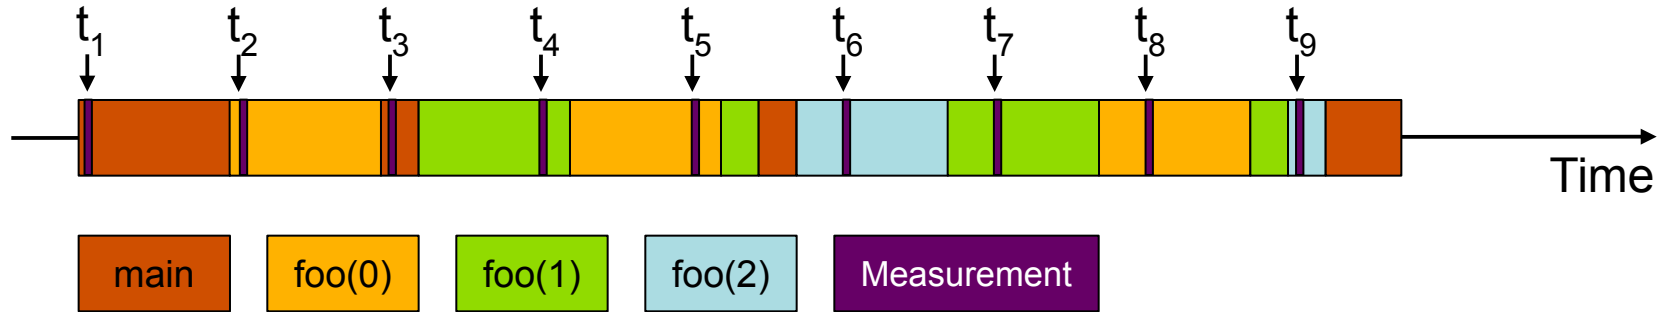 t1 t2 t3 t4 t5 t6 t7 t8 t9
Time
main foo(0) foo(1) foo(2) Measurement